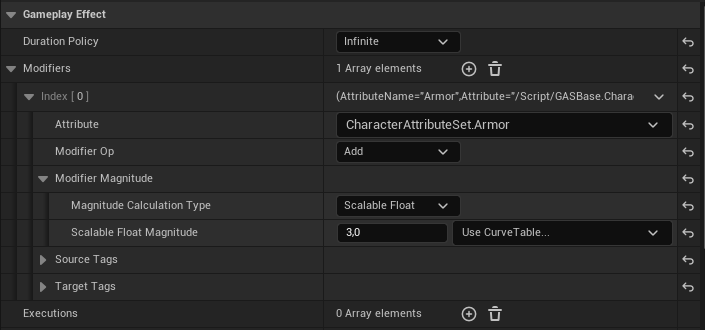 Gameplay Effect
Duration Policy Infinite
Modifiers 1 Array elements
Index [ 0 ] (AttributeName="Armor",Attribute="/Script/GASBase.Charac
Attribute CharacterAttributeSet.Armor
Modifier Op Add
Modifier Magnitude
Magnitude Calculation Type Scalable Float
Scalable Float Magnitude 3,0 Use CurveTable...
Source Tags
Target Tags
Executions 0 Array elements